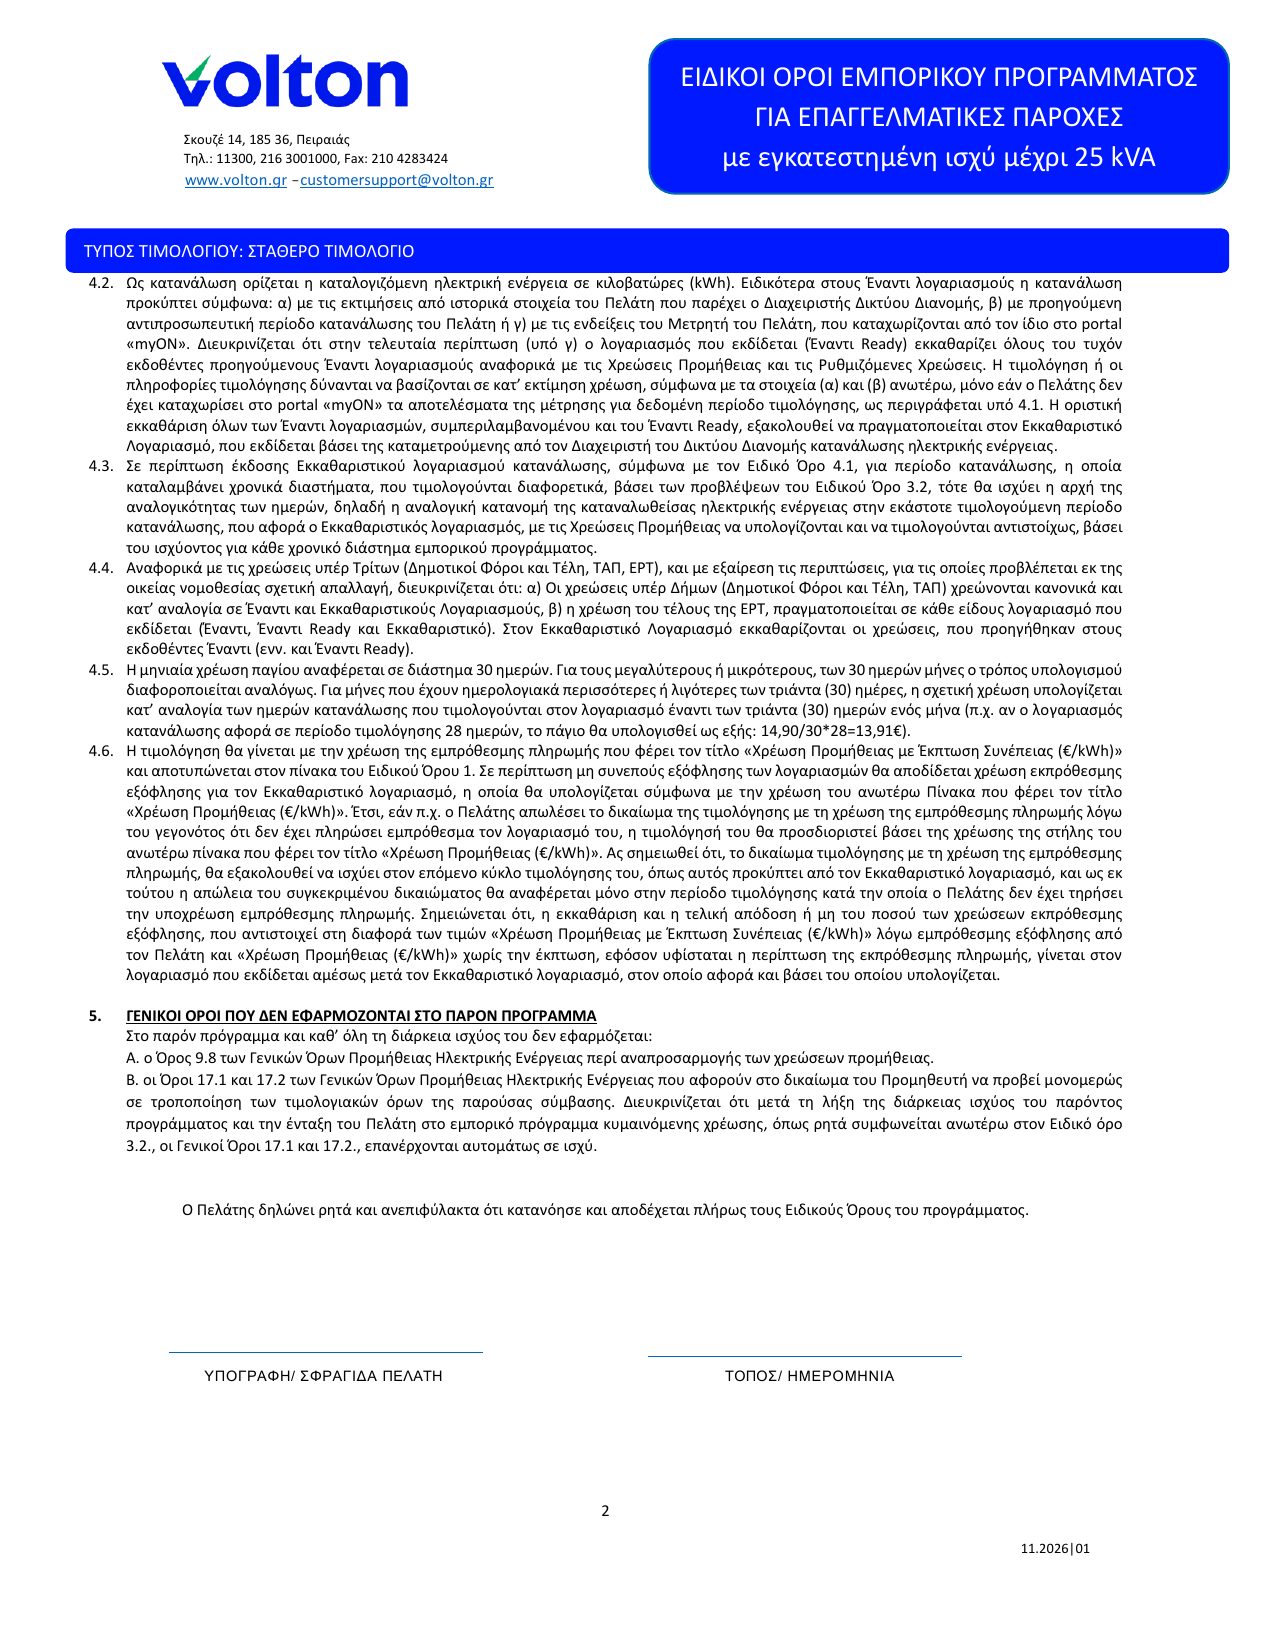 volton
ΕΙΔΙΚΟΙ ΟΡΟΙ ΕΜΠΟΡΙΚΟΥ ΠΡΟΓΡΑΜΜΑΤΟΣ
ΓΙΑ ΕΠΑΓΓΕΛΜΑΤΙΚΕΣ ΠΑΡΟΧΕΣ
με εγκατεστημένη ισχύ μέχρι 25 kVA
Σκουζέ 14, 185 36, Πειραιάς
Τηλ.: 11300, 216 3001000, Fax: 210 4283424
www.volton.gr –customersupport@volton.gr
ΤΥΠΟΣ ΤΙΜΟΛΟΓΙΟΥ: ΣΤΑΘΕΡΟ ΤΙΜΟΛΟΓΙΟ
4.2. Ως κατανάλωση ορίζεται η καταλογιζόμενη ηλεκτρική ενέργεια σε κιλοβατώρες (kWh). Ειδικότερα στους Έναντι λογαριασμούς η κατανάλωση
προκύπτει σύμφωνα: α) με τις εκτιμήσεις από ιστορικά στοιχεία του Πελάτη που παρέχει ο Διαχειριστής Δικτύου Διανομής, β) με προηγούμενη
αντιπροσωπευτική περίοδο κατανάλωσης του Πελάτη ή γ) με τις ενδείξεις του Μετρητή του Πελάτη, που καταχωρίζονται από τον ίδιο στο portal
«myON». Διευκρινίζεται ότι στην τελευταία περίπτωση (υπό γ) ο λογαριασμός που εκδίδεται (Έναντι Ready) εκκαθαρίζει όλους του τυχόν
εκδοθέντες προηγούμενους Έναντι λογαριασμούς αναφορικά με τις Χρεώσεις Προμήθειας και τις Ρυθμιζόμενες Χρεώσεις. Η τιμολόγηση ή οι
πληροφορίες τιμολόγησης δύνανται να βασίζονται σε κατ’ εκτίμηση χρέωση, σύμφωνα με τα στοιχεία (α) και (β) ανωτέρω, μόνο εάν ο Πελάτης δεν
έχει καταχωρίσει στο portal «myON» τα αποτελέσματα της μέτρησης για δεδομένη περίοδο τιμολόγησης, ως περιγράφεται υπό 4.1. Η οριστική
εκκαθάριση όλων των Έναντι λογαριασμών, συμπεριλαμβανομένου και του Έναντι Ready, εξακολουθεί να πραγματοποιείται στον Εκκαθαριστικό
Λογαριασμό, που εκδίδεται βάσει της καταμετρούμενης από τον Διαχειριστή του Δικτύου Διανομής κατανάλωσης ηλεκτρικής ενέργειας.
4.3. Σε περίπτωση έκδοσης Εκκαθαριστικού λογαριασμού κατανάλωσης, σύμφωνα με τον Ειδικό Όρο 4.1, για περίοδο κατανάλωσης, η οποία
καταλαμβάνει χρονικά διαστήματα, που τιμολογούνται διαφορετικά, βάσει των προβλέψεων του Ειδικού Όρο 3.2, τότε θα ισχύει η αρχή της
αναλογικότητας των ημερών, δηλαδή η αναλογική κατανομή της καταναλωθείσας ηλεκτρικής ενέργειας στην εκάστοτε τιμολογούμενη περίοδο
κατανάλωσης, που αφορά ο Εκκαθαριστικός λογαριασμός, με τις Χρεώσεις Προμήθειας να υπολογίζονται και να τιμολογούνται αντιστοίχως, βάσει
του ισχύοντος για κάθε χρονικό διάστημα εμπορικού προγράμματος.
4.4. Αναφορικά με τις χρεώσεις υπέρ Τρίτων (Δημοτικοί Φόροι και Τέλη, ΤΑΠ, ΕΡΤ), και με εξαίρεση τις περιπτώσεις, για τις οποίες προβλέπεται εκ της
οικείας νομοθεσίας σχετική απαλλαγή, διευκρινίζεται ότι: α) Οι χρεώσεις υπέρ Δήμων (Δημοτικοί Φόροι και Τέλη, ΤΑΠ) χρεώνονται κανονικά και
κατ’ αναλογία σε Έναντι και Εκκαθαριστικούς Λογαριασμούς, β) η χρέωση του τέλους της ΕΡΤ, πραγματοποιείται σε κάθε είδους λογαριασμό που
εκδίδεται (Έναντι, Έναντι Ready και Εκκαθαριστικό). Στον Εκκαθαριστικό Λογαριασμό εκκαθαρίζονται οι χρεώσεις, που προηγήθηκαν στους
εκδοθέντες Έναντι (ενν. και Έναντι Ready).
4.5. Η μηνιαία χρέωση παγίου αναφέρεται σε διάστημα 30 ημερών. Για τους μεγαλύτερους ή μικρότερους, των 30 ημερών μήνες ο τρόπος υπολογισμού
διαφοροποιείται αναλόγως. Για μήνες που έχουν ημερολογιακά περισσότερες ή λιγότερες των τριάντα (30) ημέρες, η σχετική χρέωση υπολογίζεται
κατ’ αναλογία των ημερών κατανάλωσης που τιμολογούνται στον λογαριασμό έναντι των τριάντα (30) ημερών ενός μήνα (π.χ. αν ο λογαριασμός
κατανάλωσης αφορά σε περίοδο τιμολόγησης 28 ημερών, το πάγιο θα υπολογισθεί ως εξής: 14,90/30*28=13,91€).
4.6. Η τιμολόγηση θα γίνεται με την χρέωση της εμπρόθεσμης πληρωμής που φέρει τον τίτλο «Χρέωση Προμήθειας με Έκπτωση Συνέπειας (€/kWh)»
και αποτυπώνεται στον πίνακα του Ειδικού Όρου 1. Σε περίπτωση μη συνεπούς εξόφλησης των λογαριασμών θα αποδίδεται χρέωση εκπρόθεσμης
εξόφλησης για τον Εκκαθαριστικό λογαριασμό, η οποία θα υπολογίζεται σύμφωνα με την χρέωση του ανωτέρω Πίνακα που φέρει τον τίτλο
«Χρέωση Προμήθειας (€/kWh)». Έτσι, εάν π.χ. ο Πελάτης απωλέσει το δικαίωμα της τιμολόγησης με τη χρέωση της εμπρόθεσμης πληρωμής λόγω
του γεγονότος ότι δεν έχει πληρώσει εμπρόθεσμα τον λογαριασμό του, η τιμολόγησή του θα προσδιοριστεί βάσει της χρέωσης της στήλης του
ανωτέρω πίνακα που φέρει τον τίτλο «Χρέωση Προμήθειας (€/kWh)». Ας σημειωθεί ότι, το δικαίωμα τιμολόγησης με τη χρέωση της εμπρόθεσμης
πληρωμής, θα εξακολουθεί να ισχύει στον επόμενο κύκλο τιμολόγησης του, όπως αυτός προκύπτει από τον Εκκαθαριστικό λογαριασμό, και ως εκ
τούτου η απώλεια του συγκεκριμένου δικαιώματος θα αναφέρεται μόνο στην περίοδο τιμολόγησης κατά την οποία ο Πελάτης δεν έχει τηρήσει
την υποχρέωση εμπρόθεσμης πληρωμής. Σημειώνεται ότι, η εκκαθάριση και η τελική απόδοση ή μη του ποσού των χρεώσεων εκπρόθεσμης
εξόφλησης, που αντιστοιχεί στη διαφορά των τιμών «Χρέωση Προμήθειας με Έκπτωση Συνέπειας (€/kWh)» λόγω εμπρόθεσμης εξόφλησης από
τον Πελάτη και «Χρέωση Προμήθειας (€/kWh)» χωρίς την έκπτωση, εφόσον υφίσταται η περίπτωση της εκπρόθεσμης πληρωμής, γίνεται στον
λογαριασμό που εκδίδεται αμέσως μετά τον Εκκαθαριστικό λογαριασμό, στον οποίο αφορά και βάσει του οποίου υπολογίζεται.
5. ΓΕΝΙΚΟΙ ΟΡΟΙ ΠΟΥ ΔΕΝ ΕΦΑΡΜΟΖΟΝΤΑΙ ΣΤΟ ΠΑΡΟΝ ΠΡΟΓΡΑΜΜΑ
Στο παρόν πρόγραμμα και καθ’ όλη τη διάρκεια ισχύος του δεν εφαρμόζεται:
Α. ο Όρος 9.8 των Γενικών Όρων Προμήθειας Ηλεκτρικής Ενέργειας περί αναπροσαρμογής των χρεώσεων προμήθειας.
Β. οι Όροι 17.1 και 17.2 των Γενικών Όρων Προμήθειας Ηλεκτρικής Ενέργειας που αφορούν στο δικαίωμα του Προμηθευτή να προβεί μονομερώς
σε τροποποίηση των τιμολογιακών όρων της παρούσας σύμβασης. Διευκρινίζεται ότι μετά τη λήξη της διάρκειας ισχύος του παρόντος
προγράμματος και την ένταξη του Πελάτη στο εμπορικό πρόγραμμα κυμαινόμενης χρέωσης, όπως ρητά συμφωνείται ανωτέρω στον Ειδικό όρο
3.2., οι Γενικοί Όροι 17.1 και 17.2., επανέρχονται αυτομάτως σε ισχύ.
Ο Πελάτης δηλώνει ρητά και ανεπιφύλακτα ότι κατανόησε και αποδέχεται πλήρως τους Ειδικούς Όρους του προγράμματος.
ΥΠΟΓΡΑΦΗ/ ΣΦΡΑΓΙΔΑ ΠΕΛΑΤΗ
ΤΟΠΟΣ/ ΗΜΕΡΟΜΗΝΙΑ
2
11.2026|01